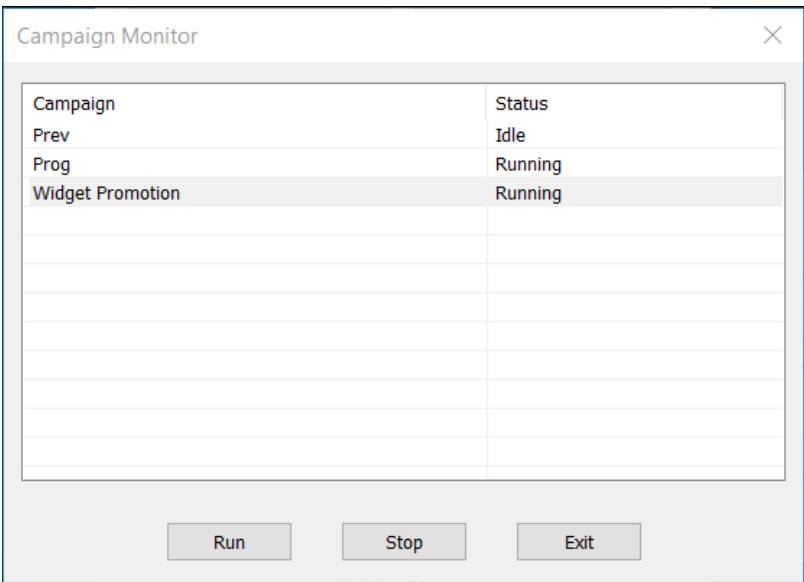 Campaign Monitor
Campaign Status
Prev Idle
Prog Running
Widget Promotion Running
Run Stop Exit